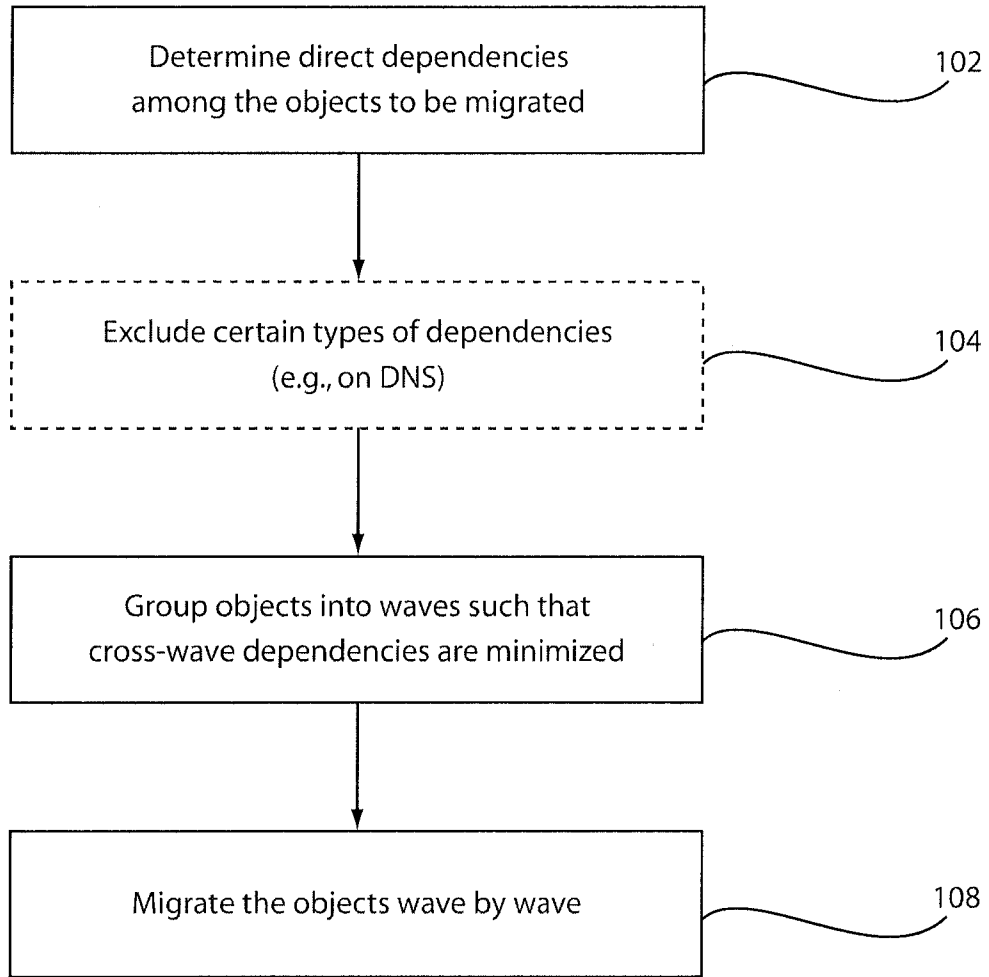 Determine direct dependencies
among the objects to be migrated
102
Exclude certain types of dependencies
(e.g., on DNS)
104
Group objects into waves such that
cross-wave dependencies are minimized
106
Migrate the objects wave by wave
108